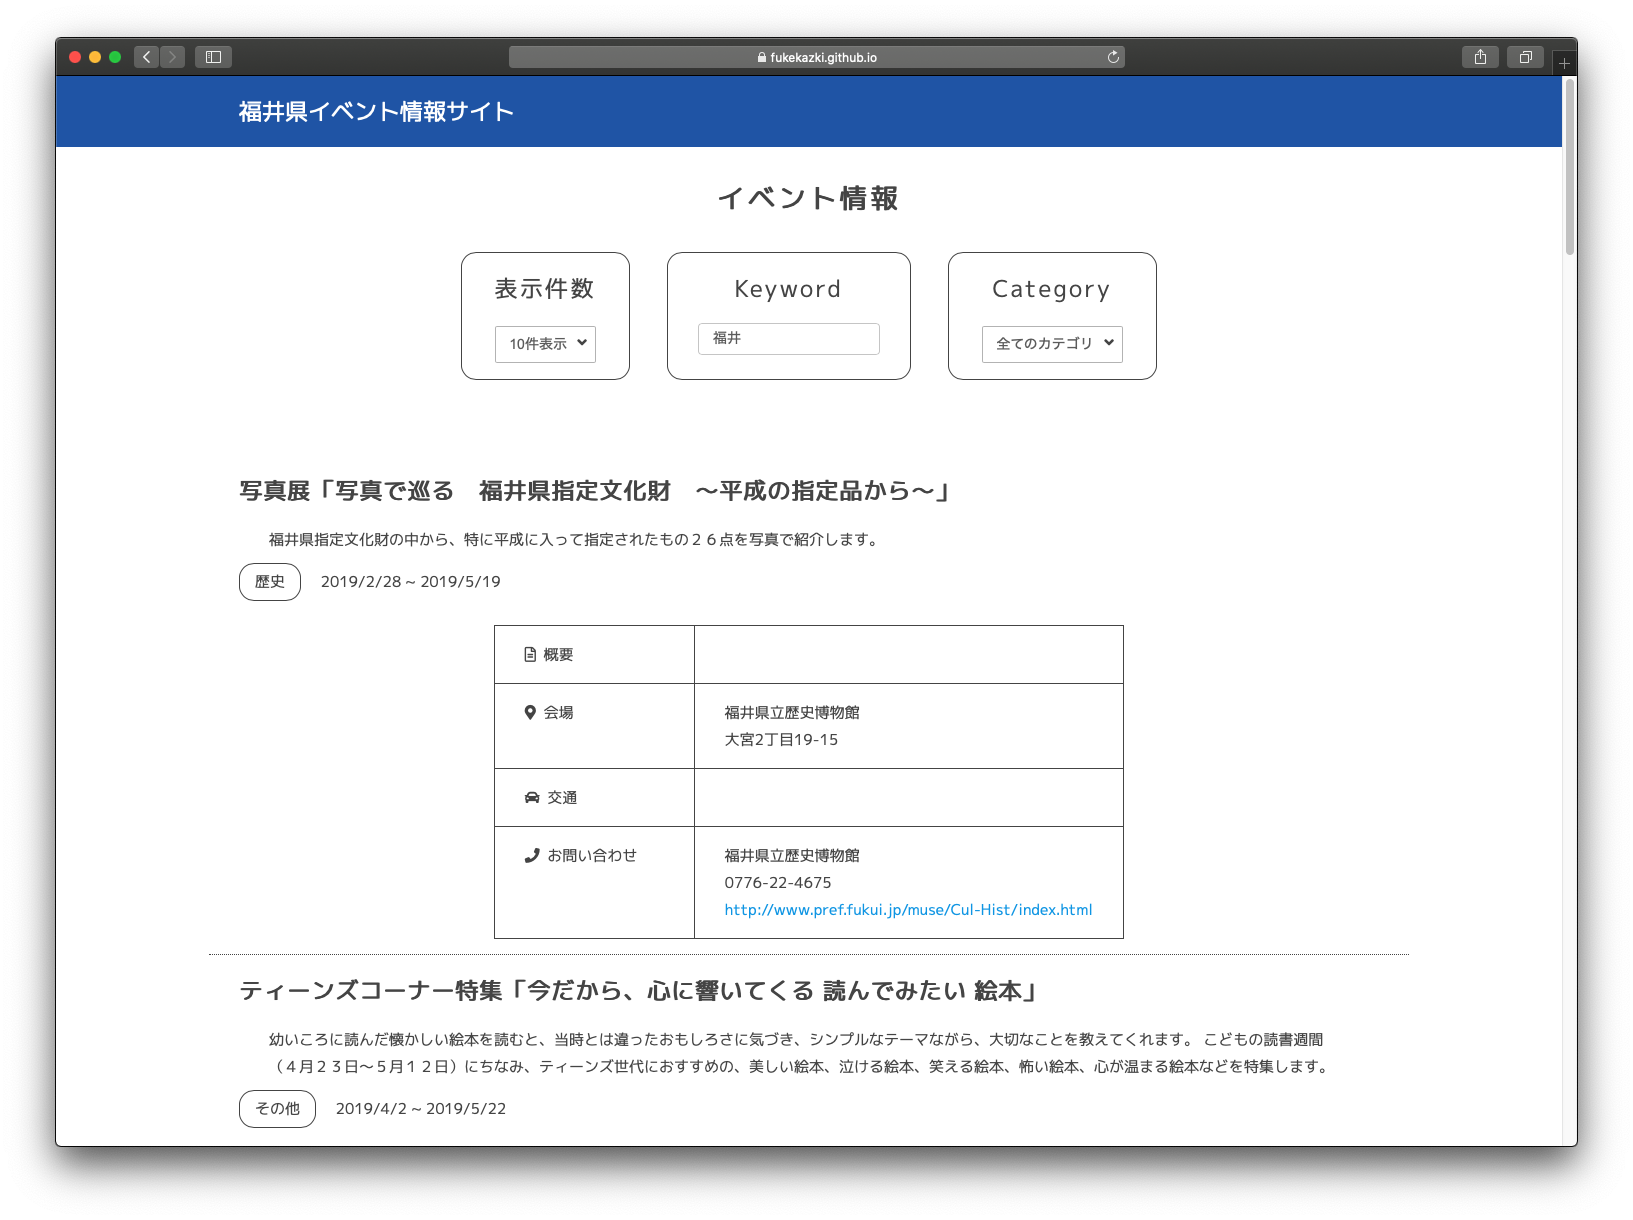 fukekazki.github.io
福井県イベント情報サイト
イベント情報
表示件数
10件表示
Keyword
福井
Category
全てのカテゴリ
写真展「写真で巡る　福井県指定文化財　～平成の指定品から～」
福井県指定文化財の中から、特に平成に入って指定されたもの２６点を写真で紹介します。
歴史
2019/2/28 ~ 2019/5/19
概要
会場
福井県立歴史博物館
大宮2丁目19-15
交通
お問い合わせ
福井県立歴史博物館
0776-22-4675
http://www.pref.fukui.jp/muse/Cul-Hist/index.html
ティーンズコーナー特集「今だから、心に響いてくる 読んでみたい 絵本」
幼いころに読んだ懐かしい絵本を読むと、当時とは違ったおもしろさに気づき、シンプルなテーマながら、大切なことを教えてくれます。 こどもの読書週間
（４月２３日～５月１２日）にちなみ、ティーンズ世代におすすめの、美しい絵本、泣ける絵本、笑える絵本、怖い絵本、心が温まる絵本などを特集します。
その他
2019/4/2 ~ 2019/5/22